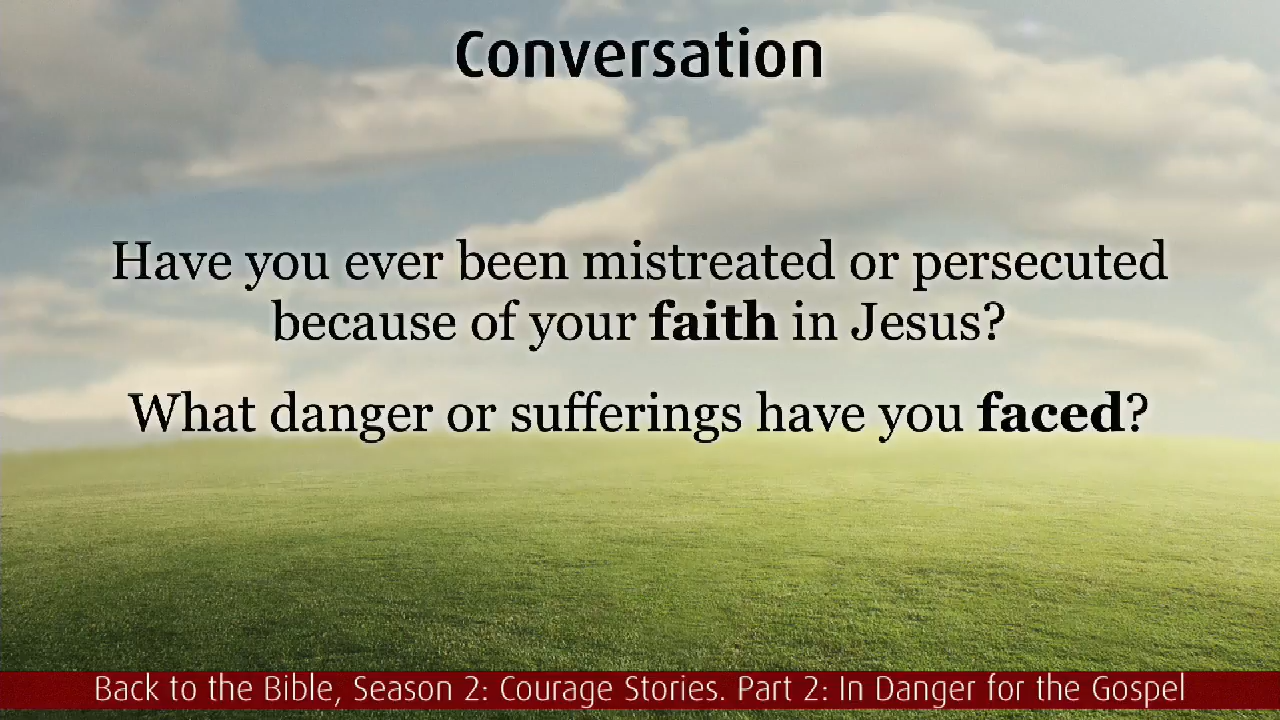 Conversation
Have you ever been mistreated or persecuted
because of your faith in Jesus?
What danger or sufferings have you faced?
Back to the Bible, Season 2: Courage Stories. Part 2: In Danger for the Gospel